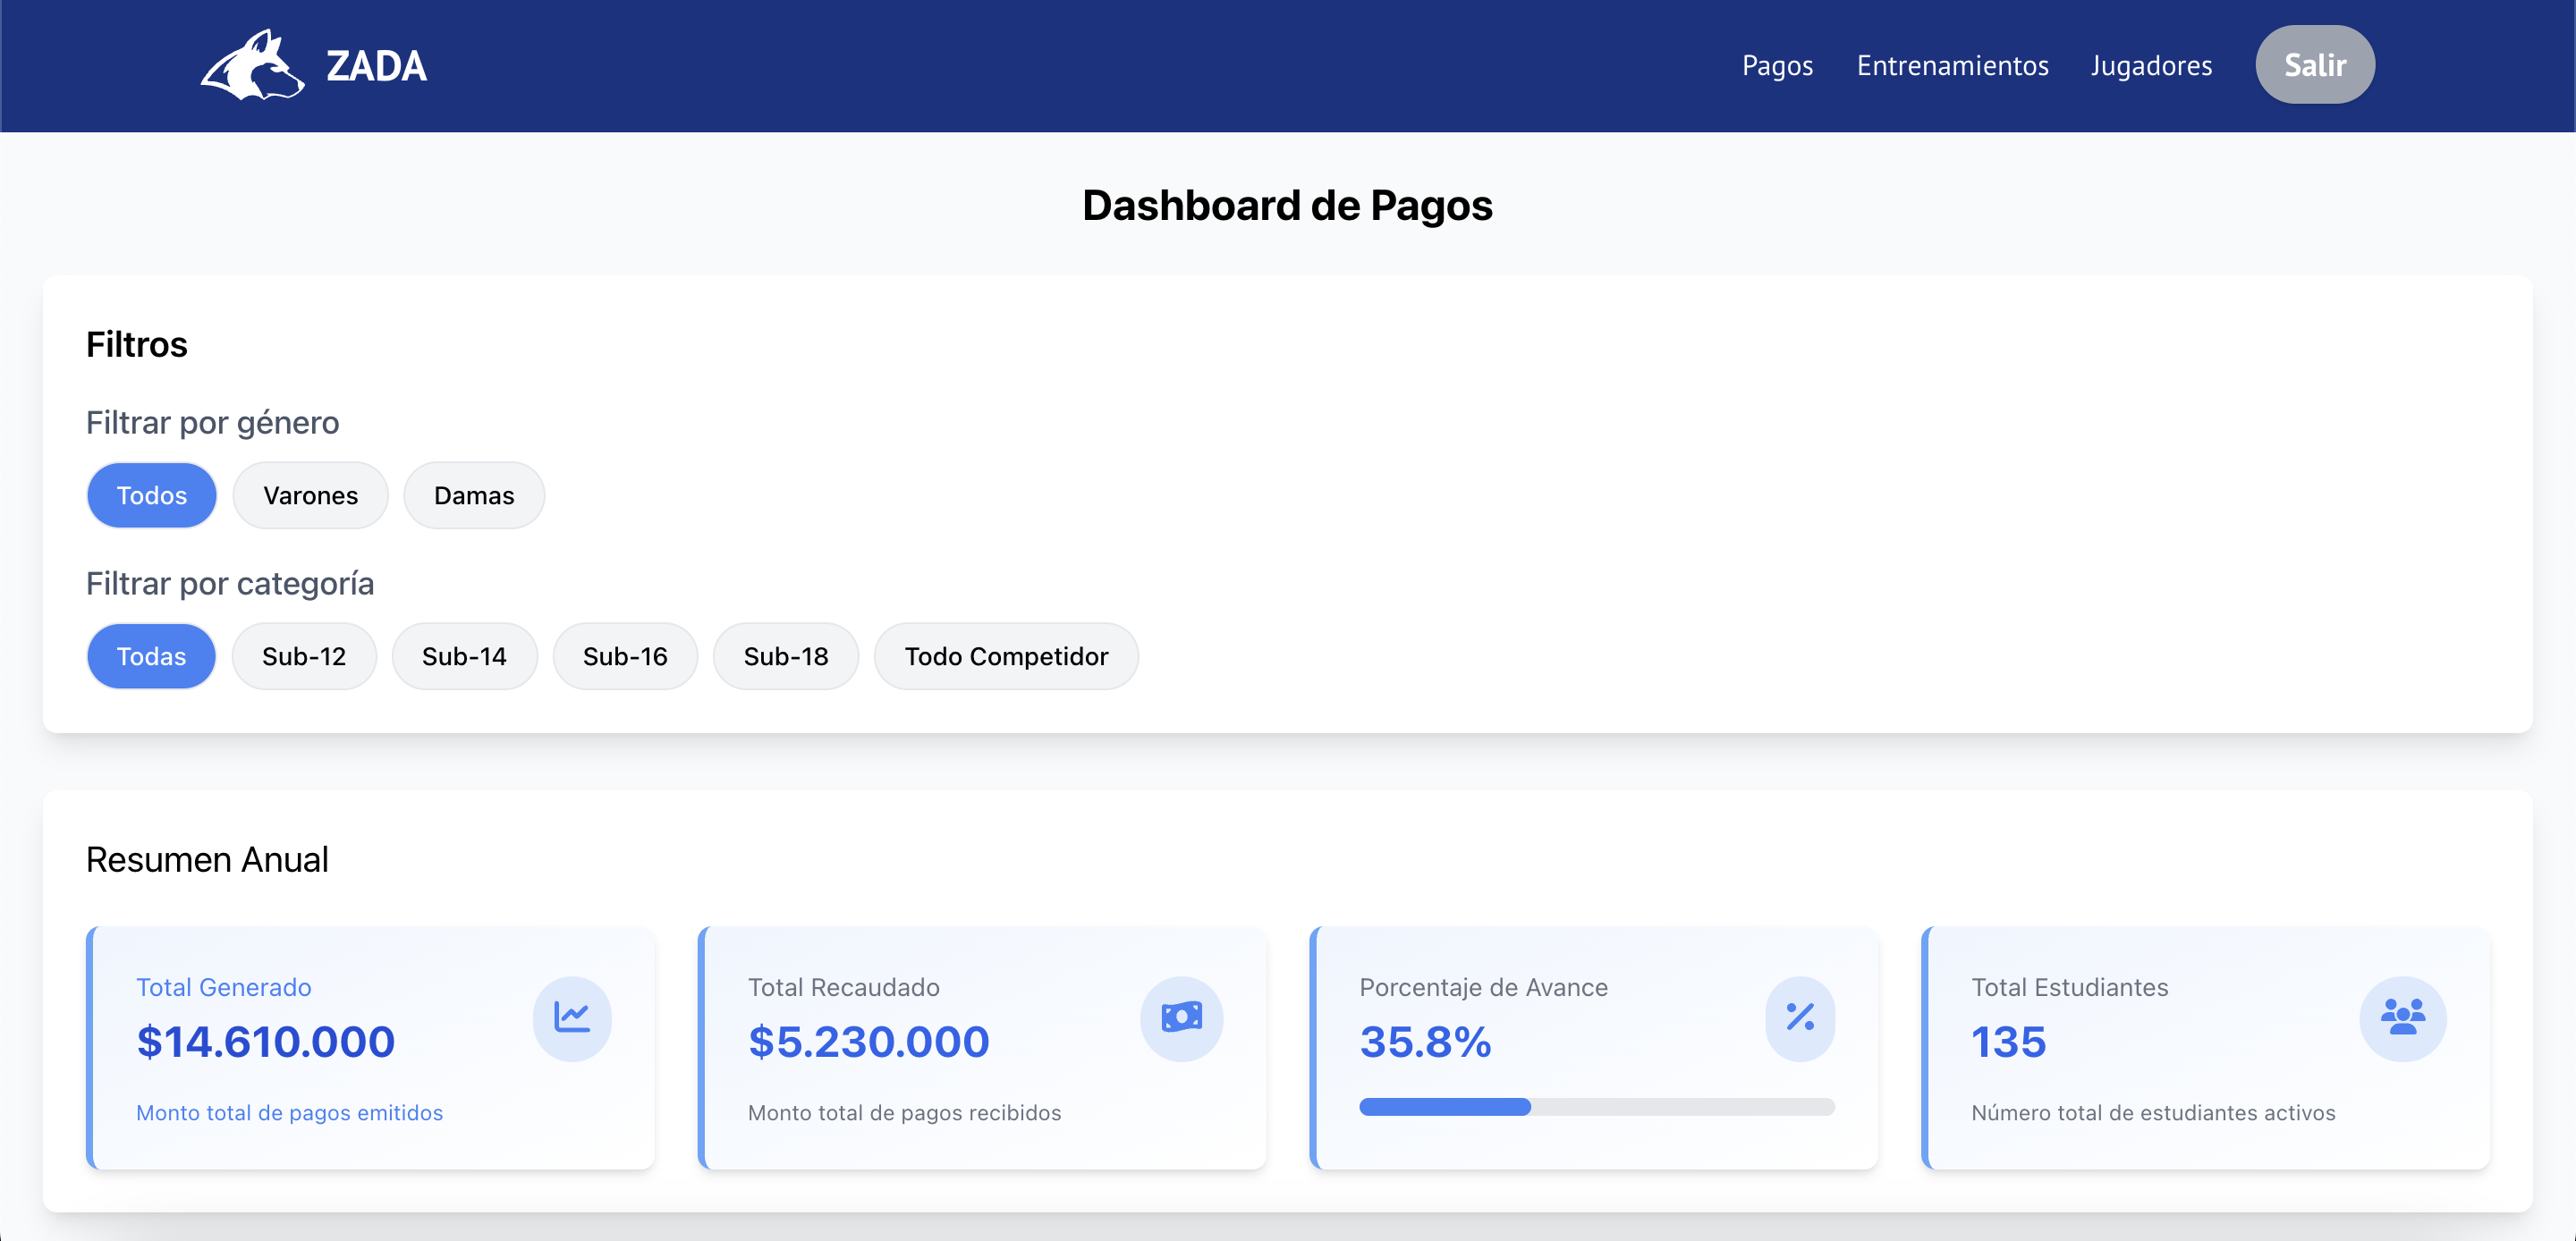 ZADA
Pagos Entrenamientos Jugadores Salir
Dashboard de Pagos
Filtros
Filtrar por género
Todos Varones Damas
Filtrar por categoría
Todas Sub-12 Sub-14 Sub-16 Sub-18 Todo Competidor
Resumen Anual
Total Generado
$14.610.000
Monto total de pagos emitidos
Total Recaudado
$5.230.000
Monto total de pagos recibidos
Porcentaje de Avance
35.8%
Total Estudiantes
135
Número total de estudiantes activos